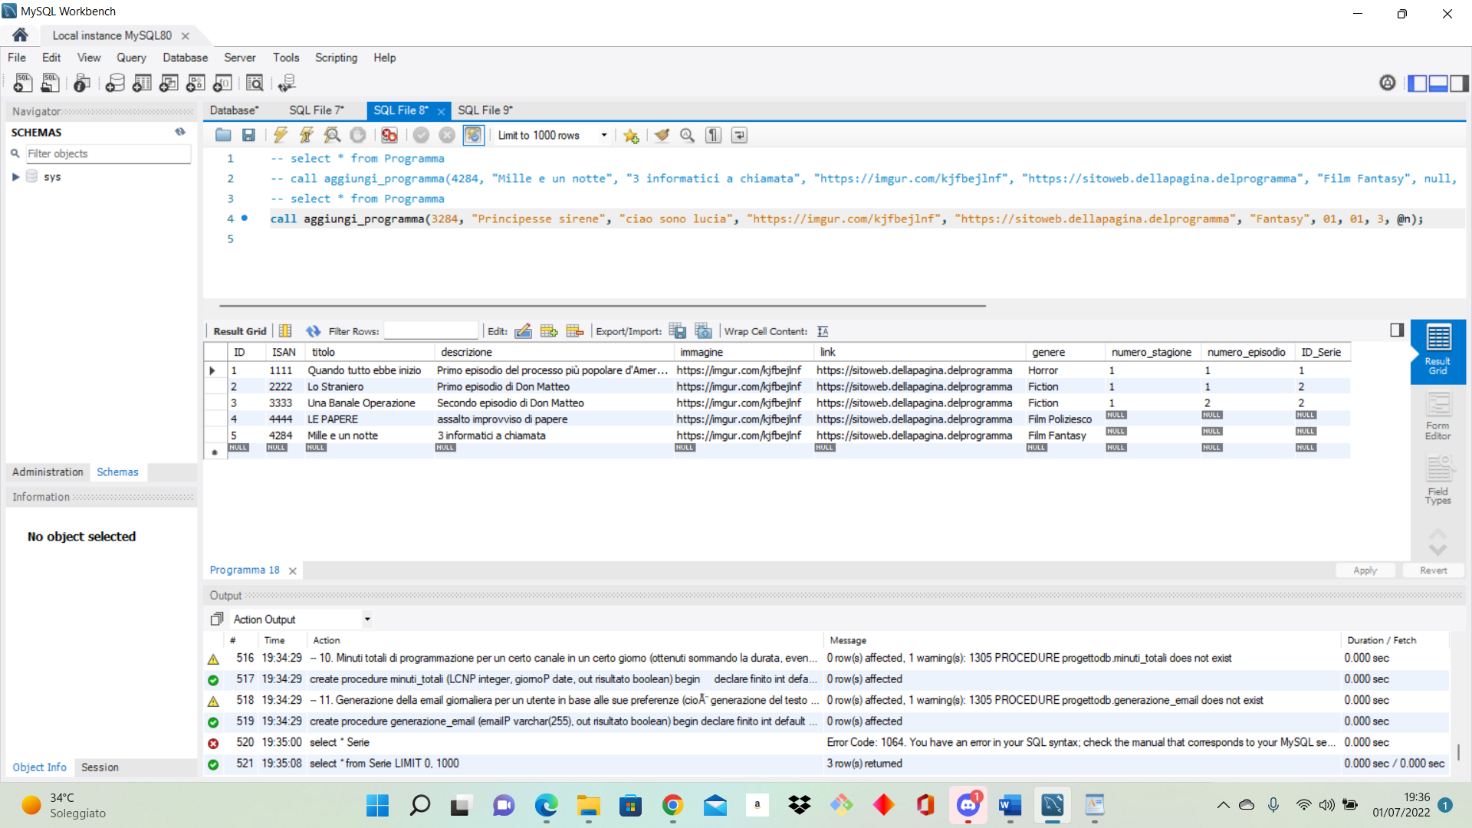 MySQL Workbench
Local instance MySQL80
File Edit View Query Database Server Tools Scripting Help
Navigator
SCHEMAS
Filter objects
sys
Administration Schemas
Information
No object selected
Object Info Session
Database* SQL File 7* SQL File 8* SQL File 9*
Limit to 1000 rows
1 -- select * from Programma
2 -- call aggiungi_programma(4284, "Mille e un notte", "3 informatici a chiamata", "https://imgur.com/kjfbejlnf", "https://sitoweb.dellapagina.delprogramma", "Film Fantasy", null,
3 -- select * from Programma
4 call aggiungi_programma(3284, "Principesse sirene", "ciao sono lucia", "https://imgur.com/kjfbejlnf", "https://sitoweb.dellapagina.delprogramma", "Fantasy", 01, 01, 3, @n);
5
Result Grid Filter Rows: Edit: Export/Import: Wrap Cell Content: IA
ID ISAN titolo descrizione immagine link genere numero_stagione numero_episodio ID_Serie
1 1111 Quando tutto ebbe inizio Primo episodio del processo più popolare d'Amer... https://imgur.com/kjfbejlnf https://sitoweb.dellapagina.delprogramma Horror 1 1 1
2 2222 Lo Straniero Primo episodio di Don Matteo https://imgur.com/kjfbejlnf https://sitoweb.dellapagina.delprogramma Fiction 1 1 2
3 3333 Una Banale Operazione Secondo episodio di Don Matteo https://imgur.com/kjfbejlnf https://sitoweb.dellapagina.delprogramma Fiction 1 2 2
4 4444 LE PAPERE assalto improvviso di papere https://imgur.com/kjfbejlnf https://sitoweb.dellapagina.delprogramma Film Poliziesco NULL NULL NULL
5 4284 Mille e un notte 3 informatici a chiamata https://imgur.com/kjfbejlnf https://sitoweb.dellapagina.delprogramma Film Fantasy NULL NULL NULL
NULL NULL NULL NULL NULL NULL NULL NULL NULL NULL
Result Grid
Form Editor
Field Types
Programma 18
Apply Revert
Output
Action Output
# Time Action Message Duration / Fetch
516 19:34:29 -- 10. Minuti totali di programmazione per un certo canale in un certo giorno (ottenuti sommando la durata, even... 0 row(s) affected, 1 warning(s): 1305 PROCEDURE progettodb.minuti_totali does not exist 0.000 sec
517 19:34:29 create procedure minuti_totali (LCNP integer, giornoP date, out risultato boolean) begin declare finito int defa... 0 row(s) affected 0.000 sec
518 19:34:29 -- 11. Generazione della email giornaliera per un utente in base alle sue preferenze (cioÃ¨ generazione del testo ... 0 row(s) affected, 1 warning(s): 1305 PROCEDURE progettodb.generazione_email does not exist 0.000 sec
519 19:34:29 create procedure generazione_email (emailP varchar(255), out risultato boolean) begin declare finito int default ... 0 row(s) affected 0.000 sec
520 19:35:00 select * Serie Error Code: 1064. You have an error in your SQL syntax; check the manual that corresponds to your MySQL se... 0.000 sec
521 19:35:08 select * from Serie LIMIT 0, 1000 3 row(s) returned 0.000 sec / 0.000 sec
34°C
Soleggiato
19:36
01/07/2022